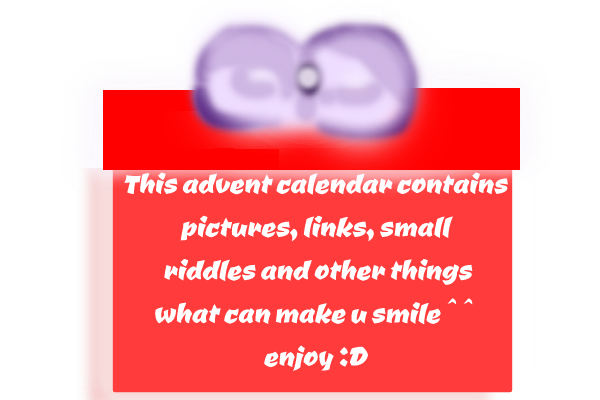 This advent calendar contains
pictures, links, small
riddles and other things
what can make u smile ^ ^
enjoy :D